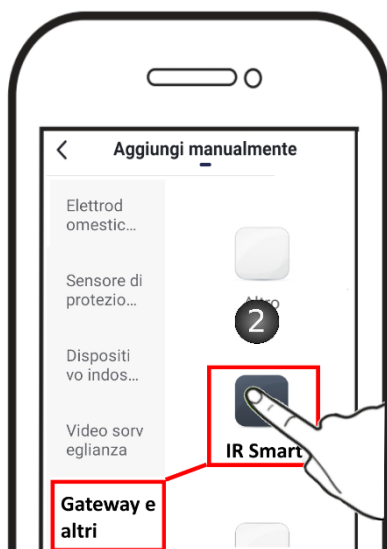 Aggiungi manualmente
Elettrod
omestic...
Sensore di
protezio...
Dispositi
vo indos...
Video sorv
eglianza
Gateway e
altri
Altro
2
IR Smart